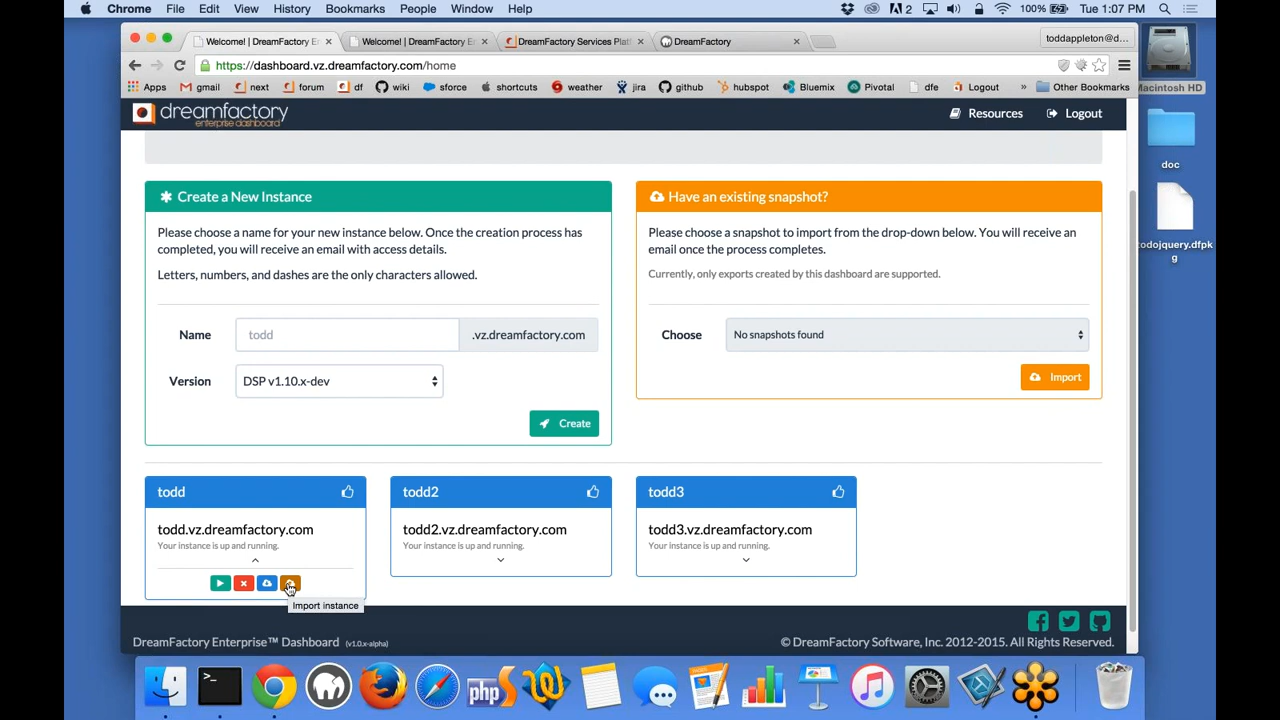 Chrome File Edit View History Bookmarks People Window Help 2 100% Tue 1:07 PM
Welcome! | DreamFactory E Welcome! | DreamFactory E DreamFactory Services Platf DreamFactory toddappleton@d...
https://dashboard.vz.dreamfactory.com/home
Apps gmail next forum df wiki sforce shortcuts weather jira github hubspot Bluemix Pivotal dfe Logout » Other Bookmarks
Macintosh HD
dreamfactory
enterprise dashboard
Resources Logout
doc
todojquery.dfpk
g
Create a New Instance
Please choose a name for your new instance below. Once the creation process has
completed, you will receive an email with access details.
Letters, numbers, and dashes are the only characters allowed.
Name todd .vz.dreamfactory.com
Version DSP v1.10.x-dev
Create
Have an existing snapshot?
Please choose a snapshot to import from the drop-down below. You will receive an
email once the process completes.
Currently, only exports created by this dashboard are supported.
Choose No snapshots found
Import
todd
todd.vz.dreamfactory.com
Your instance is up and running.
Import instance
todd2
todd2.vz.dreamfactory.com
Your instance is up and running.
todd3
todd3.vz.dreamfactory.com
Your instance is up and running.
DreamFactory Enterprise™ Dashboard (v1.0.x-alpha)
© DreamFactory Software, Inc. 2012-2015. All Rights Reserved.
php